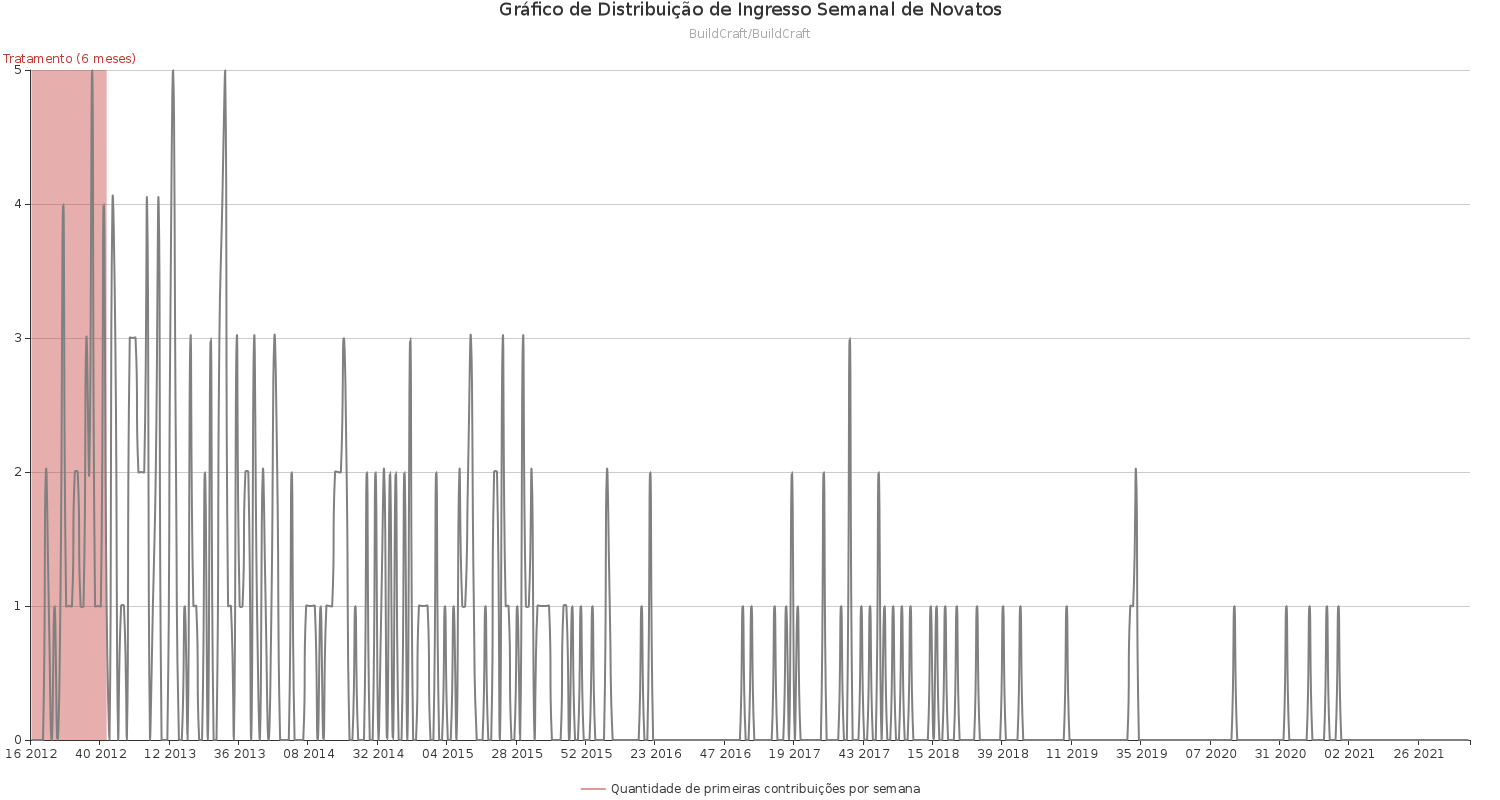 Gráfico de Distribuição de Ingresso Semanal de Novatos
BuildCraft/BuildCraft
Tratamento (6 meses)
5
4
3
2
1
0
16 2012 40 2012 12 2013 36 2013 08 2014 32 2014 04 2015 28 2015 52 2015 23 2016 47 2016 19 2017 43 2017 15 2018 39 2018 11 2019 35 2019 07 2020 31 2020 02 2021 26 2021
Quantidade de primeiras contribuições por semana